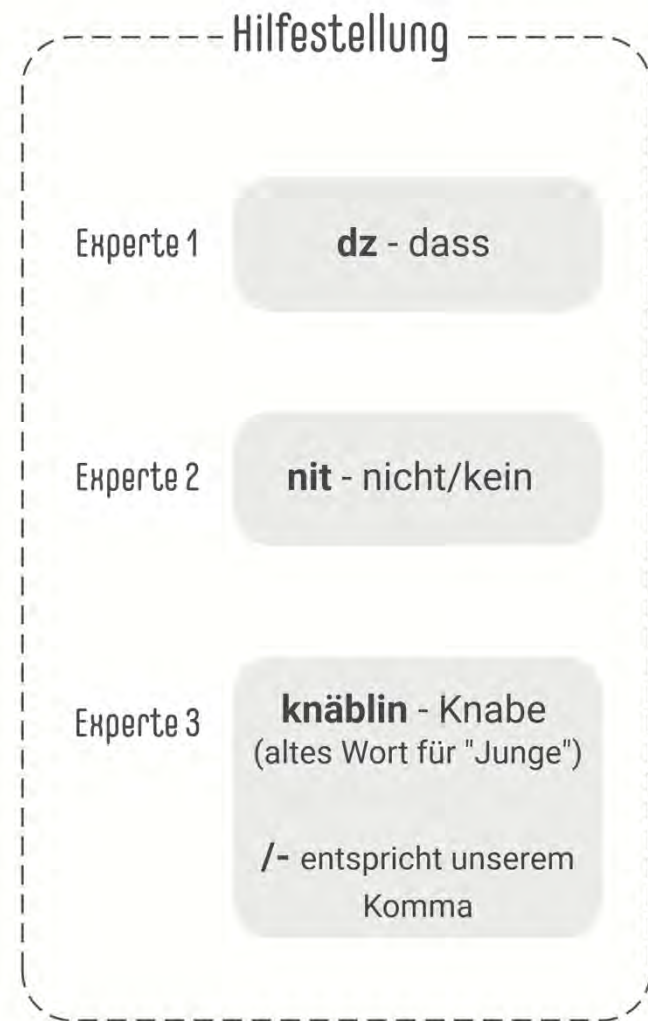 Hilfestellung
Experte 1
dz - dass
Experte 2
nit - nicht/kein
Experte 3
knäblin - Knabe
(altes Wort für "Junge")
/- entspricht unserem
Komma